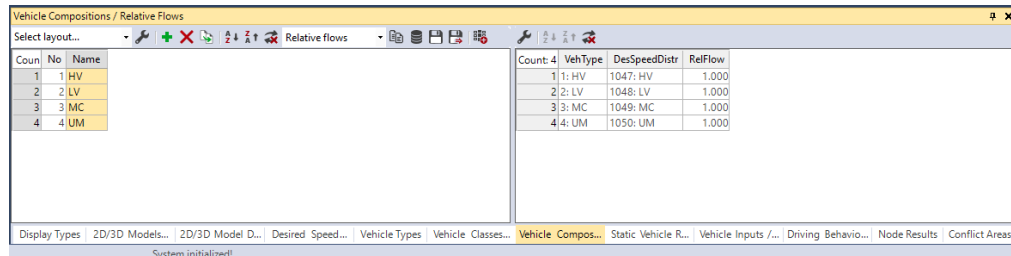 Vehicle Compositions / Relative Flows
Select layout... Relative flows
Coun No Name
1 1 HV
2 2 LV
3 3 MC
4 4 UM
Count: 4 VehType DesSpeedDistr RelFlow
1 1: HV 1047: HV 1.000
2 2: LV 1048: LV 1.000
3 3: MC 1049: MC 1.000
4 4: UM 1050: UM 1.000
Display Types 2D/3D Models... 2D/3D Model D... Desired Speed... Vehicle Types Vehicle Classes... Vehicle Compos... Static Vehicle R... Vehicle Inputs /... Driving Behavio... Node Results Conflict Areas
System initialized!